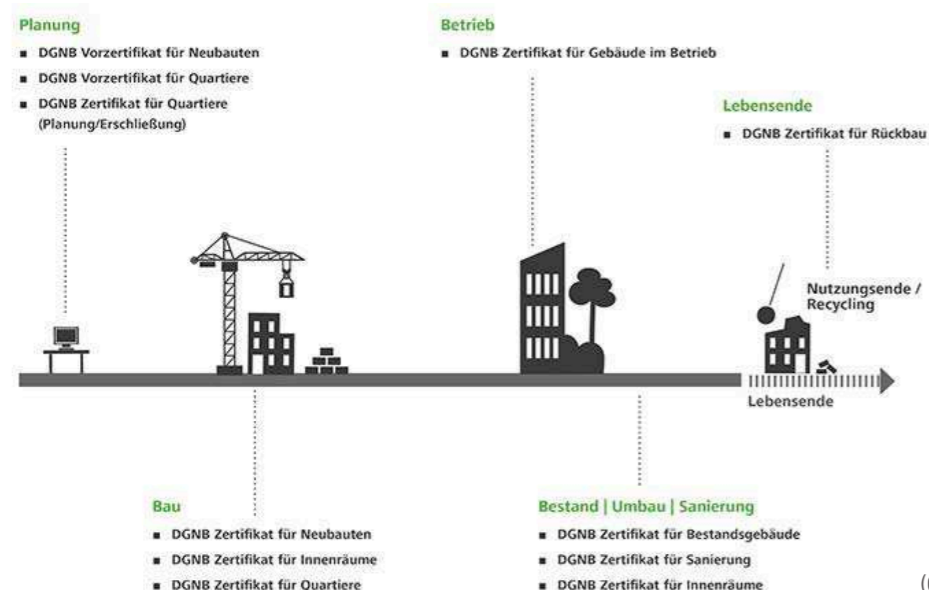 Planung
▪ DGNB Vorzertifikat für Neubauten
▪ DGNB Vorzertifikat für Quartiere
▪ DGNB Zertifikat für Quartiere
(Planung/Erschließung)
Betrieb
▪ DGNB Zertifikat für Gebäude im Betrieb
Lebensende
▪ DGNB Zertifikat für Rückbau
Nutzungsende /
Recycling
Lebensende
Bau
▪ DGNB Zertifikat für Neubauten
▪ DGNB Zertifikat für Innenräume
▪ DGNB Zertifikat für Quartiere
Bestand | Umbau | Sanierung
▪ DGNB Zertifikat für Bestandsgebäude
▪ DGNB Zertifikat für Sanierung
▪ DGNB Zertifikat für Innenräume